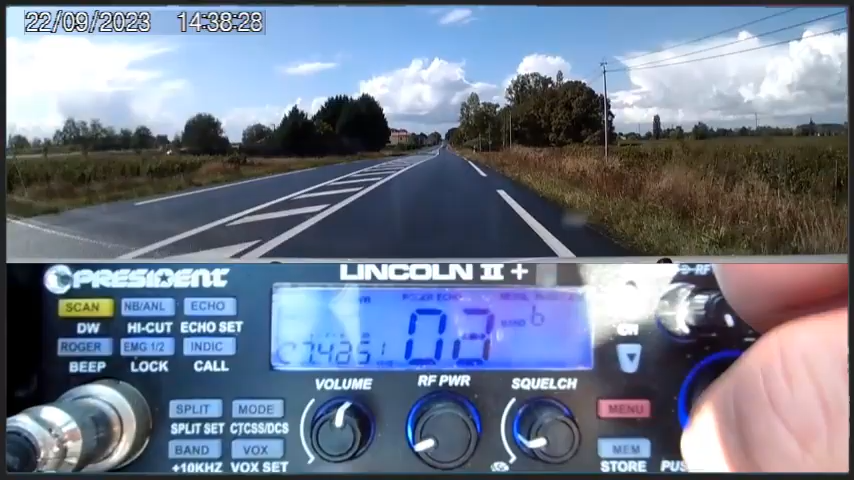 22/09/2023 14:38:28
PRESIDENT
LINCOLN II +
SCAN NB/ANL ECHO
DW HI-CUT ECHO SET
ROGER EMG 1/2 INDIC
BEEP LOCK CALL
02
BAND b
VOLUME RF PWR SQUELCH
SPLIT MODE
SPLIT SET CTCSS/DCS
BAND VOX
+10KHZ VOX SET
MENU
MEM
STORE